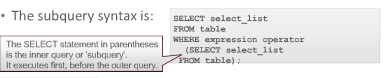 • The subquery syntax is:
SELECT select_list
FROM table
WHERE expression operator
(SELECT select_list
FROM table);
The SELECT statement in parentheses
is the inner query or 'subquery'.
It executes first, before the outer query.